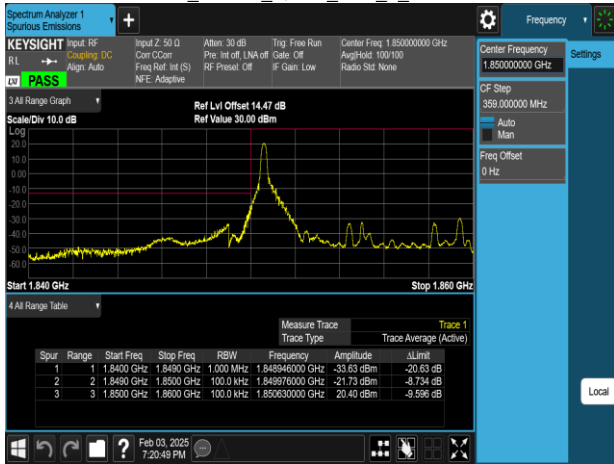 Spectrum Analyzer 1
Spurious Emissions
Frequency
KEYSIGHT
RL
PASS
Input: RF
Coupling: DC
Align: Auto
Input Z: 50 Ω
Corr CCorr
Freq Ref: Int (S)
NFE: Adaptive
Atten: 30 dB
Pre: Int off, LNA off
RF Preset: Off
Trig: Free Run
Gate: Off
IF Gain: Low
Center Freq: 1.850000000 GHz
Avg|Hold: 100/100
Radio Std: None
Center Frequency
1.850000000 GHz
Settings
CF Step
359.000000 MHz
Auto
Man
Freq Offset
0 Hz
Local
3 All Range Graph
Scale/Div 10.0 dB
Ref Lvl Offset 14.47 dB
Ref Value 30.00 dBm
Log
20.0
10.0
0.00
-10.0
-20.0
-30.0
-40.0
-50.0
-60.0
Start 1.840 GHz
Stop 1.860 GHz
4 All Range Table
Measure Trace Trace 1
Trace Type Trace Average (Active)
Spur Range Start Freq Stop Freq RBW Frequency Amplitude ΔLimit
1 1 1.8400 GHz 1.8490 GHz 1.000 MHz 1.848946000 GHz -33.63 dBm -20.63 dB
2 2 1.8490 GHz 1.8500 GHz 100.0 kHz 1.849976000 GHz -21.73 dBm -8.734 dB
3 3 1.8500 GHz 1.8600 GHz 100.0 kHz 1.850630000 GHz 20.40 dBm -9.596 dB
Feb 03, 2025
7:20:49 PM